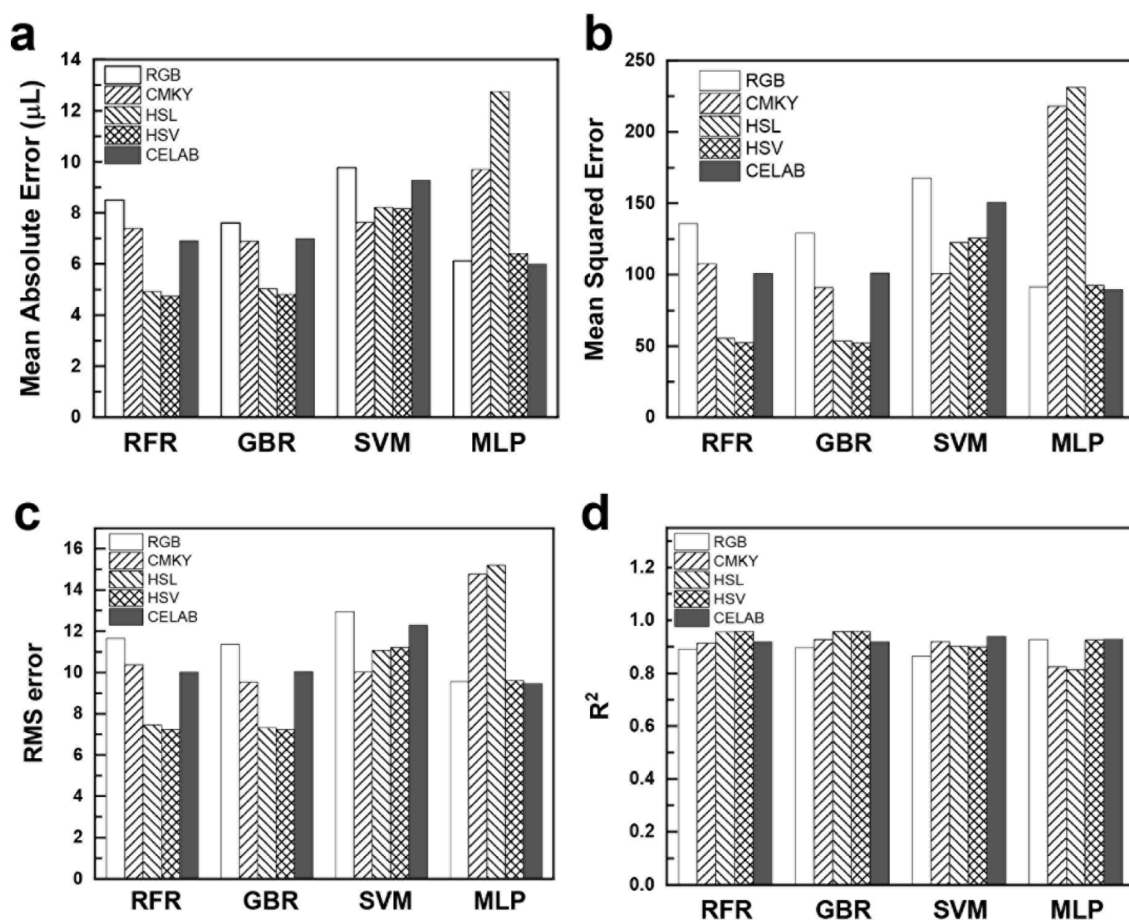 a
14
12
10
8
6
4
2
0
Mean Absolute Error (μL)
RGB
CMKY
HSL
HSV
CELAB
RFR GBR SVM MLP
b
250
200
150
100
50
0
Mean Squared Error
RGB
CMKY
HSL
HSV
CELAB
RFR GBR SVM MLP
c
16
14
12
10
8
6
4
2
0
RMS error
RGB
CMKY
HSL
HSV
CELAB
RFR GBR SVM MLP
d
1.2
1.0
0.8
0.6
0.4
0.2
0.0
R²
RGB
CMKY
HSL
HSV
CELAB
RFR GBR SVM MLP